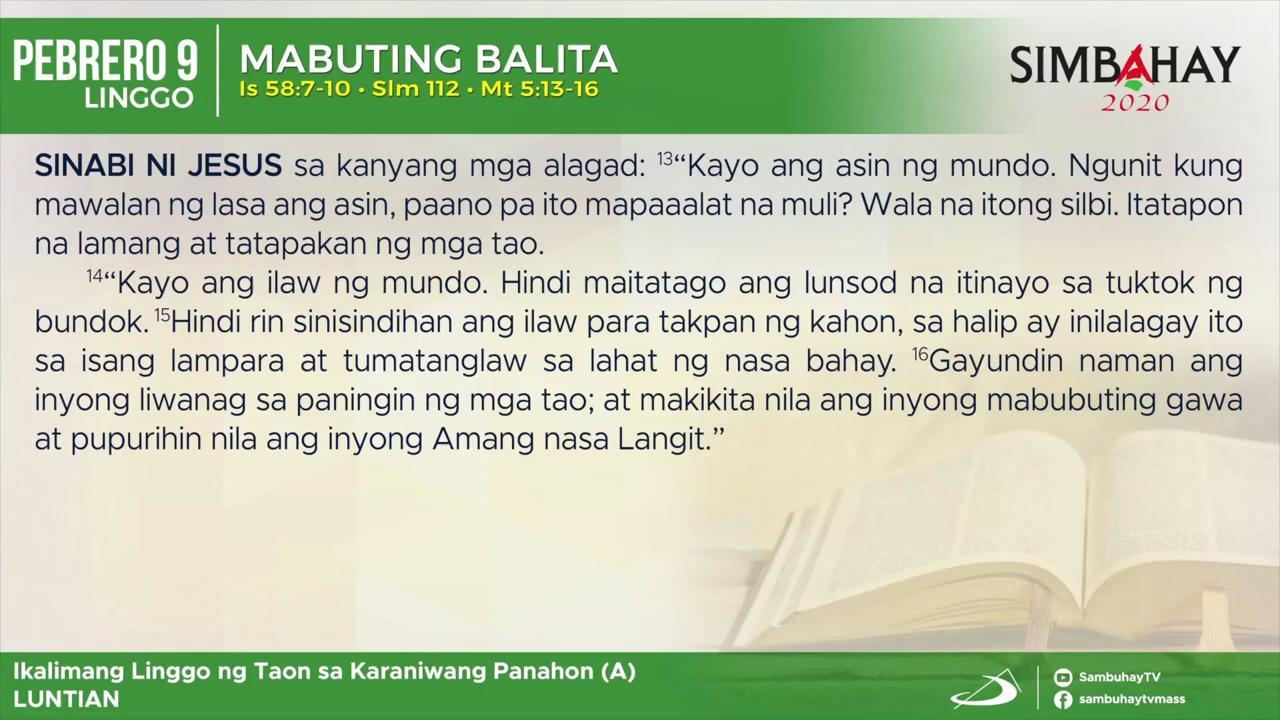 PEBRERO 9
LINGGO
MABUTING BALITA
Is 58:7-10 • Slm 112 • Mt 5:13-16
SIMBAHAY
2020
SINABI NI JESUS sa kanyang mga alagad: 13“Kayo ang asin ng mundo. Ngunit kung
mawalan ng lasa ang asin, paano pa ito mapaaalat na muli? Wala na itong silbi. Itatapon
na lamang at tatapakan ng mga tao.
14“Kayo ang ilaw ng mundo. Hindi maitatago ang lunsod na itinayo sa tuktok ng
bundok. 15Hindi rin sinisindihan ang ilaw para takpan ng kahon, sa halip ay inilalagay ito
sa isang lampara at tumatanglaw sa lahat ng nasa bahay. 16Gayundin naman ang
inyong liwanag sa paningin ng mga tao; at makikita nila ang inyong mabubuting gawa
at pupurihin nila ang inyong Amang nasa Langit.”
Ikalimang Linggo ng Taon sa Karaniwang Panahon (A)
LUNTIAN
SambuhayTV
sambuhaytvmass